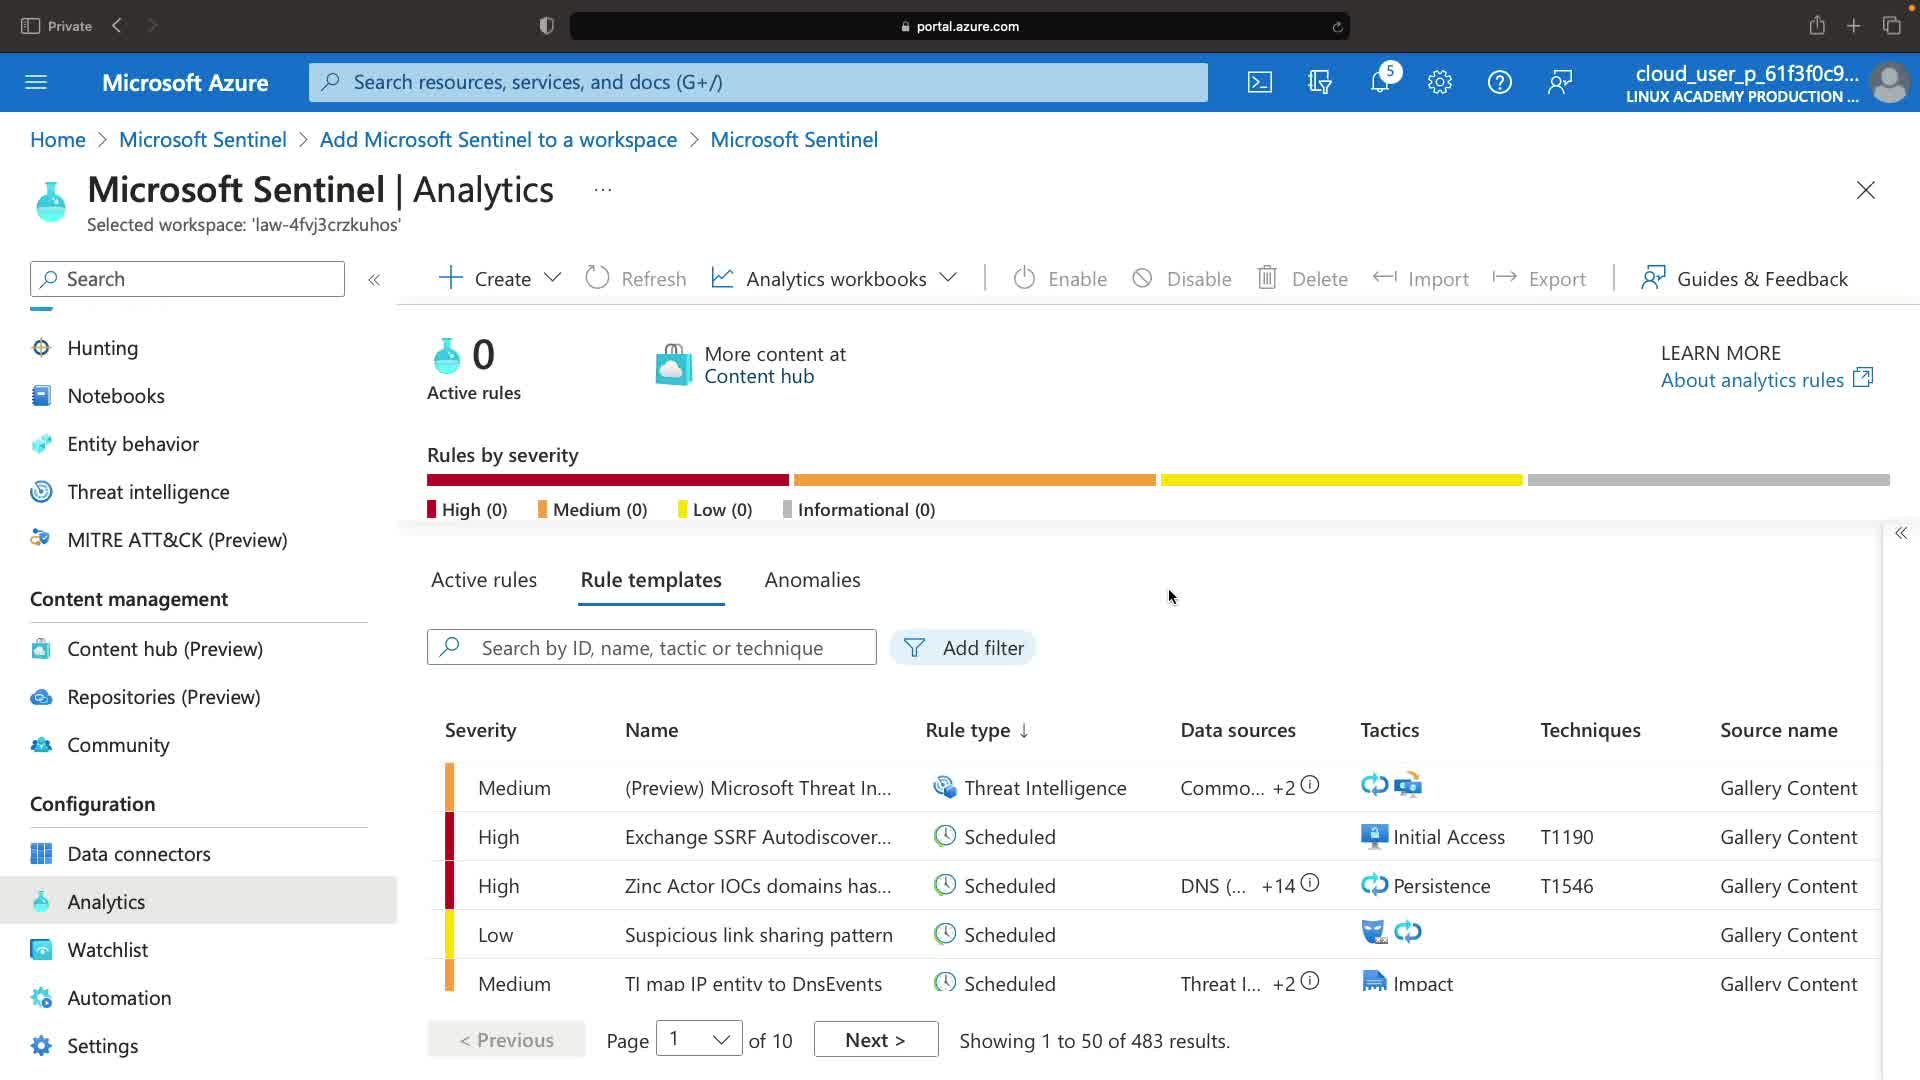 Private
portal.azure.com
Microsoft Azure
Search resources, services, and docs (G+/)
5
cloud_user_p_61f3f0c9...
LINUX ACADEMY PRODUCTION ...
Home > Microsoft Sentinel > Add Microsoft Sentinel to a workspace > Microsoft Sentinel
Microsoft Sentinel | Analytics ...
Selected workspace: 'law-4fvj3crzkuhos'
Search
«
Create
Refresh
Analytics workbooks
Enable
Disable
Delete
Import
Export
Guides & Feedback
Hunting
Notebooks
Entity behavior
Threat intelligence
MITRE ATT&CK (Preview)
Content management
Content hub (Preview)
Repositories (Preview)
Community
Configuration
Data connectors
Analytics
Watchlist
Automation
Settings
0
Active rules
More content at
Content hub
LEARN MORE
About analytics rules
Rules by severity
High (0) Medium (0) Low (0) Informational (0)
«
Active rules Rule templates Anomalies
Search by ID, name, tactic or technique
Add filter
Severity Name Rule type ↓ Data sources Tactics Techniques Source name
Medium (Preview) Microsoft Threat In... Threat Intelligence Commo... +2 Gallery Content
High Exchange SSRF Autodiscover... Scheduled Initial Access T1190 Gallery Content
High Zinc Actor IOCs domains has... Scheduled DNS (... +14 Persistence T1546 Gallery Content
Low Suspicious link sharing pattern Scheduled Gallery Content
Medium TI map IP entity to DnsEvents Scheduled Threat I... +2 Impact Gallery Content
< Previous Page 1 of 10 Next > Showing 1 to 50 of 483 results.